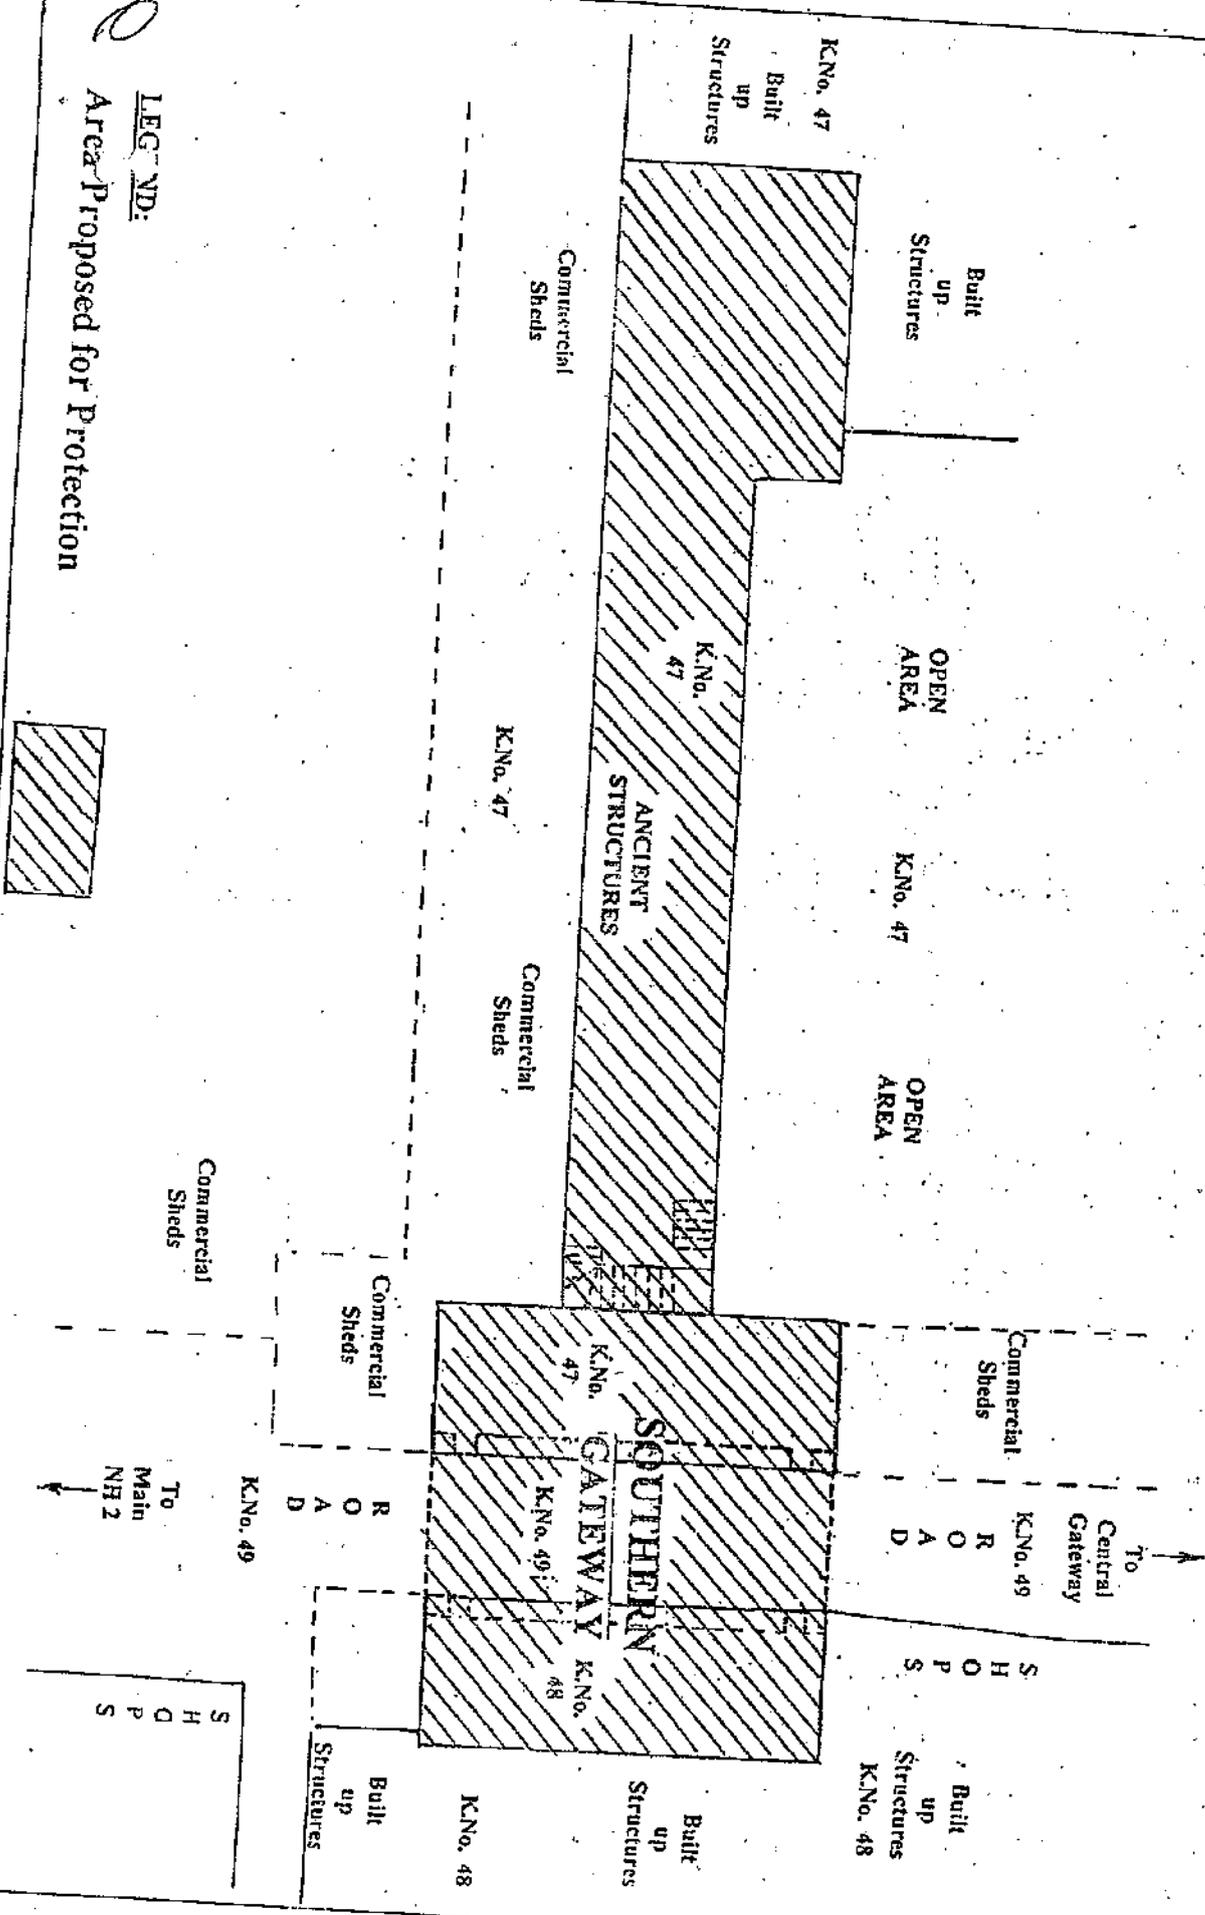 To
Central
Gateway
K.No. 49
R
O
A
D
Commercial
Sheds
S
H
O
P
S
Built
up
Structures
OPEN
AREA
K.No. 47
OPEN
AREA
Built
up
Structures
K.No. 48
K.No. 47
Built
up
Structures
K.No.
47
ANCIENT
STRUCTURES
SOUTHERN
GATEWAY
K.No.
47
K.No. 49
K.No.
48
Built
up
Structures
Commercial
Sheds
K.No. 47
Commercial
Sheds
K.No. 48
Commercial
Sheds
R
O
A
D
Built
up
Structures
K.No. 49
Commercial
Sheds
To
Main
NH 2
S
H
O
P
S
LEGEND:
Area Proposed for Protection